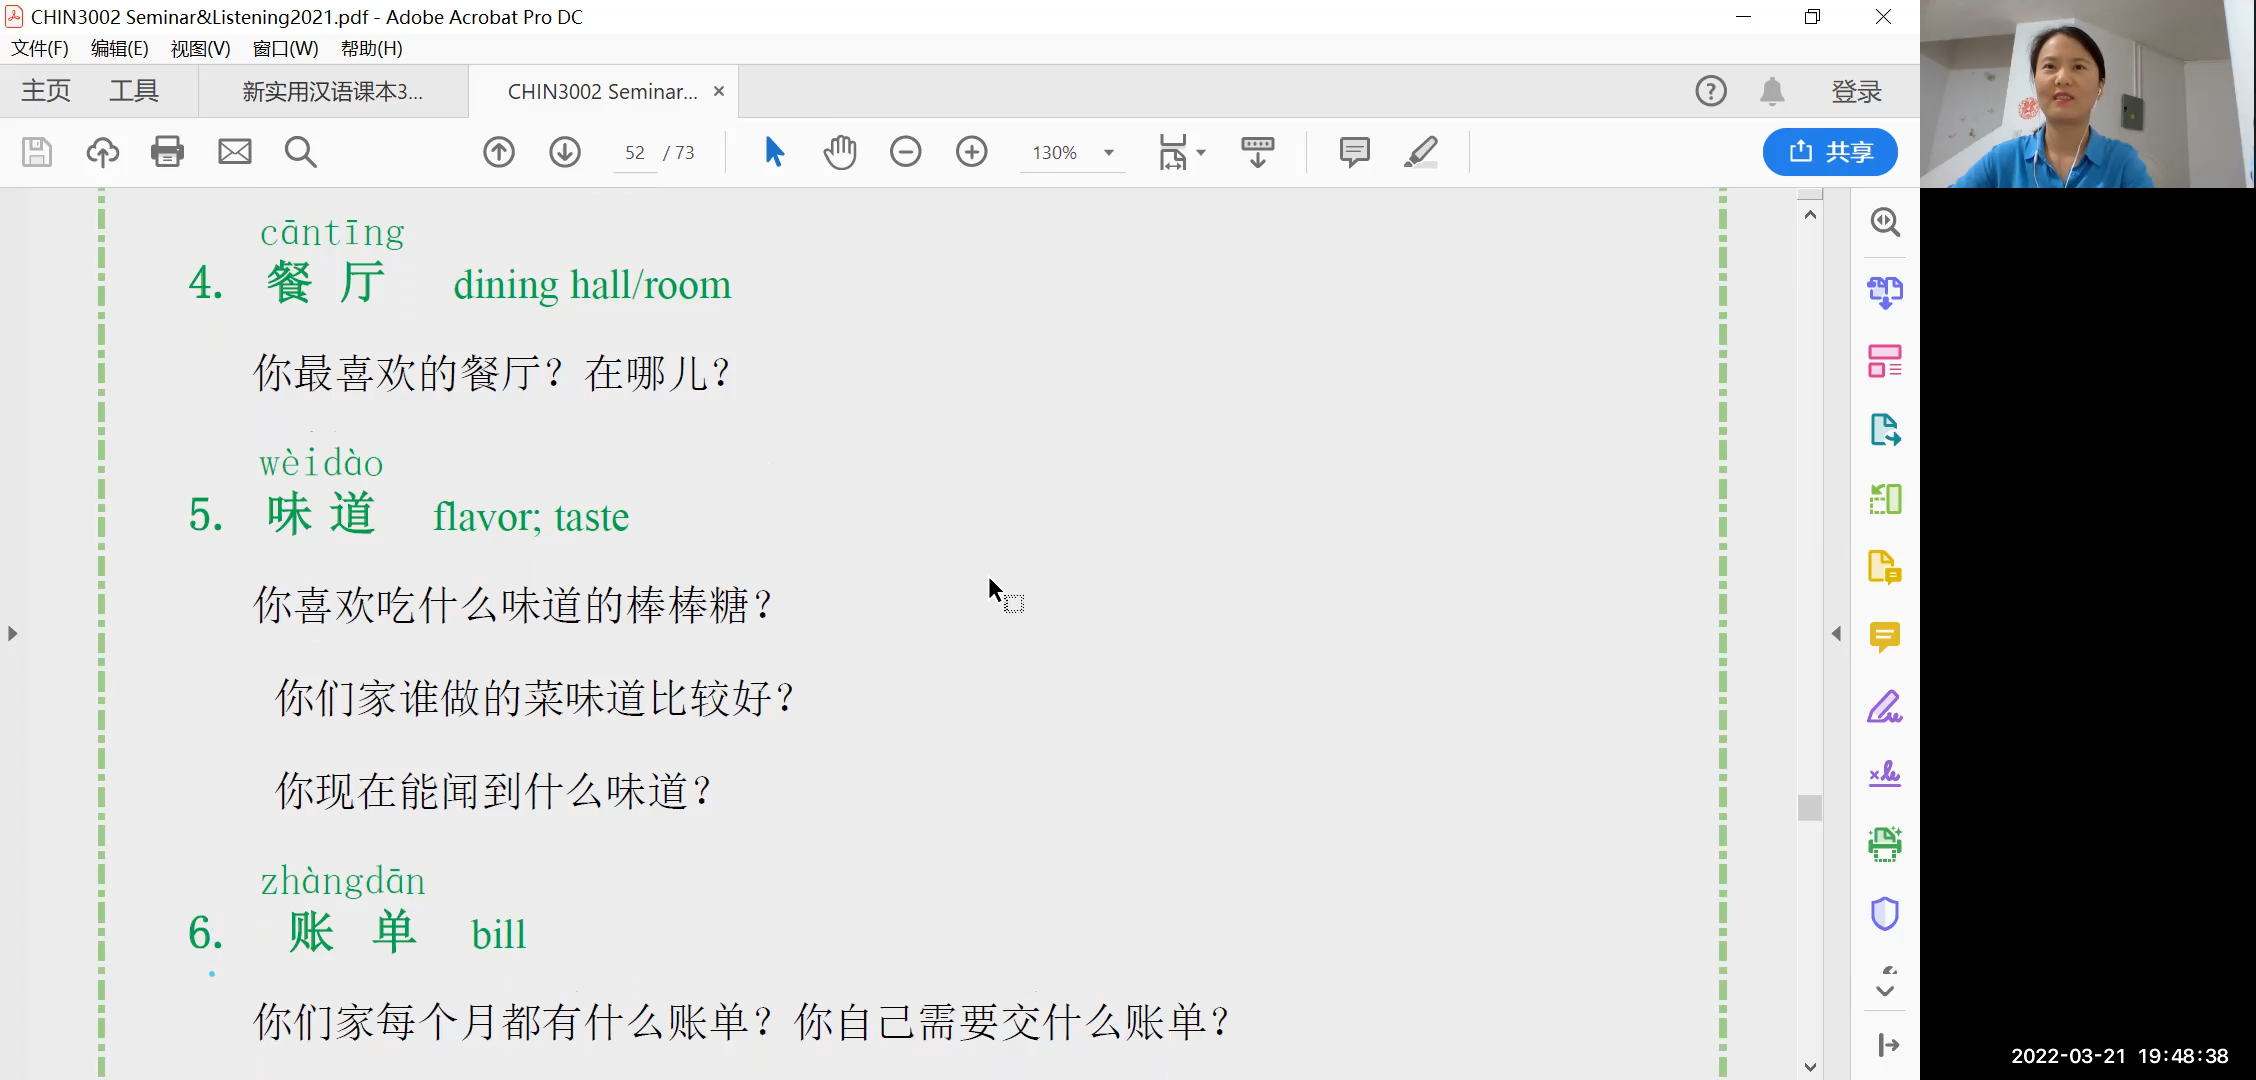 CHIN3002 Seminar&Listening2021.pdf - Adobe Acrobat Pro DC
文件(F) 编辑(E) 视图(V) 窗口(W) 帮助(H)
主页 工具 新实用汉语课本3... CHIN3002 Seminar... 登录
52 / 73 130% 共享
cāntīng
4. 餐厅 dining hall/room
你最喜欢的餐厅？在哪儿？
wèidào
5. 味道 flavor; taste
你喜欢吃什么味道的棒棒糖？
你们家谁做的菜味道比较好？
你现在能闻到什么味道？
zhàngdān
6. 账单 bill
你们家每个月都有什么账单？你自己需要交什么账单？
2022-03-21 19:48:38